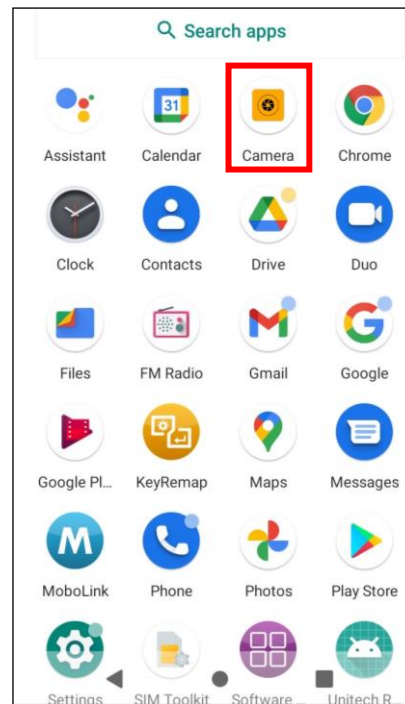 Search apps
31
Assistant Calendar Camera Chrome
Clock Contacts Drive Duo
Files FM Radio Gmail Google
Google Pl... KeyRemap Maps Messages
M
MoboLink Phone Photos Play Store
Settings SIM Toolkit Software ... Unitech R...